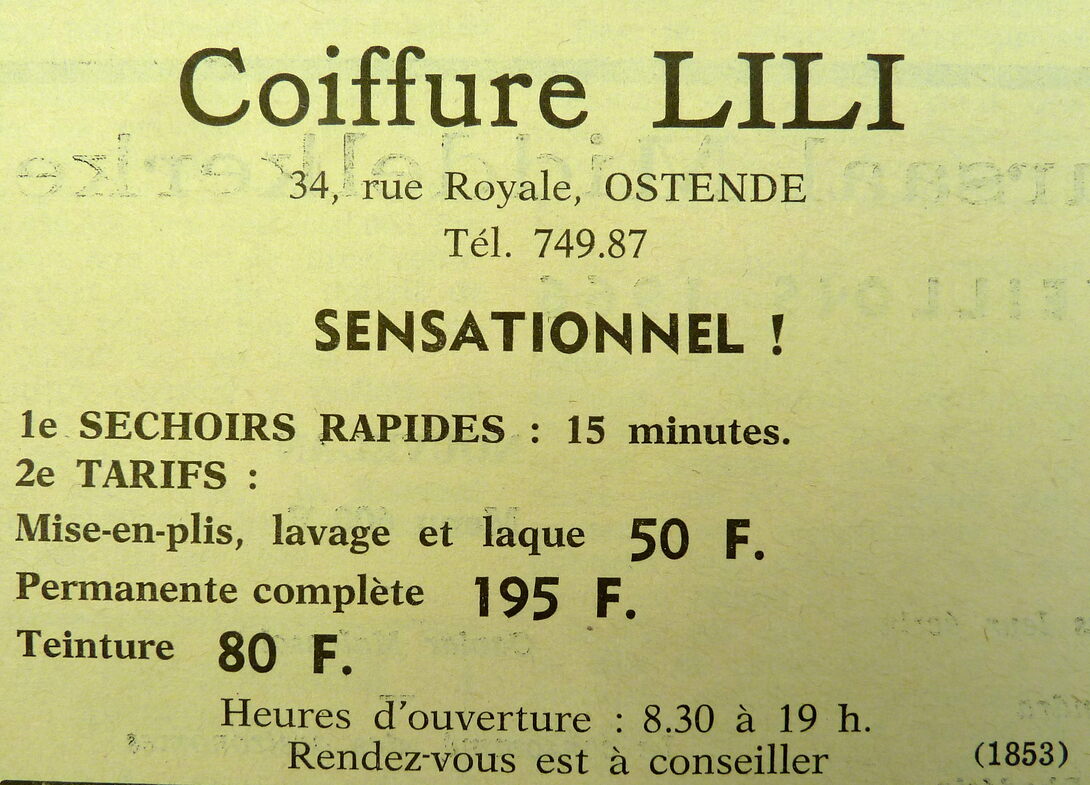 Coiffure LILI
34, rue Royale, OSTENDE
Tél. 749.87
SENSATIONNEL !
1e SECHOIRS RAPIDES : 15 minutes.
2e TARIFS :
Mise-en-plis, lavage et laque 50 F.
Permanente complète 195 F.
Teinture 80 F.
Heures d'ouverture : 8.30 à 19 h.
Rendez-vous est à conseiller (1853)